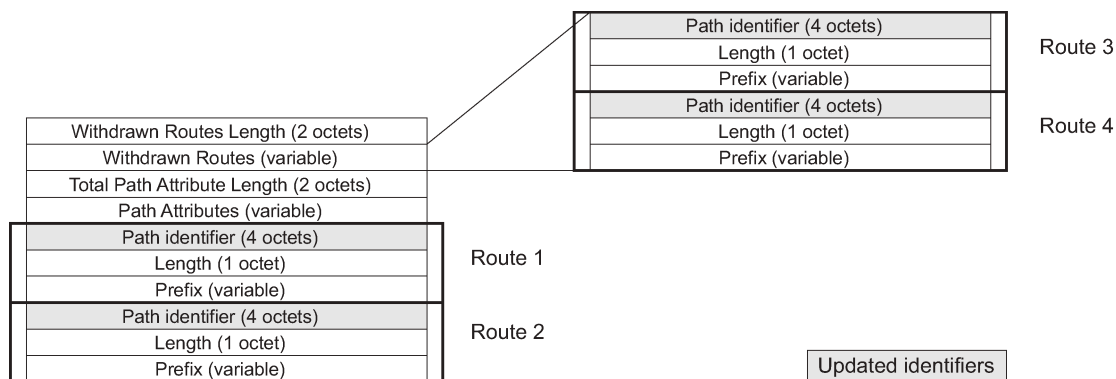 Path identifier (4 octets)
Length (1 octet)
Prefix (variable)
Route 3
Path identifier (4 octets)
Length (1 octet)
Prefix (variable)
Route 4
Withdrawn Routes Length (2 octets)
Withdrawn Routes (variable)
Total Path Attribute Length (2 octets)
Path Attributes (variable)
Path identifier (4 octets)
Length (1 octet)
Prefix (variable)
Route 1
Path identifier (4 octets)
Length (1 octet)
Prefix (variable)
Route 2
Updated identifiers